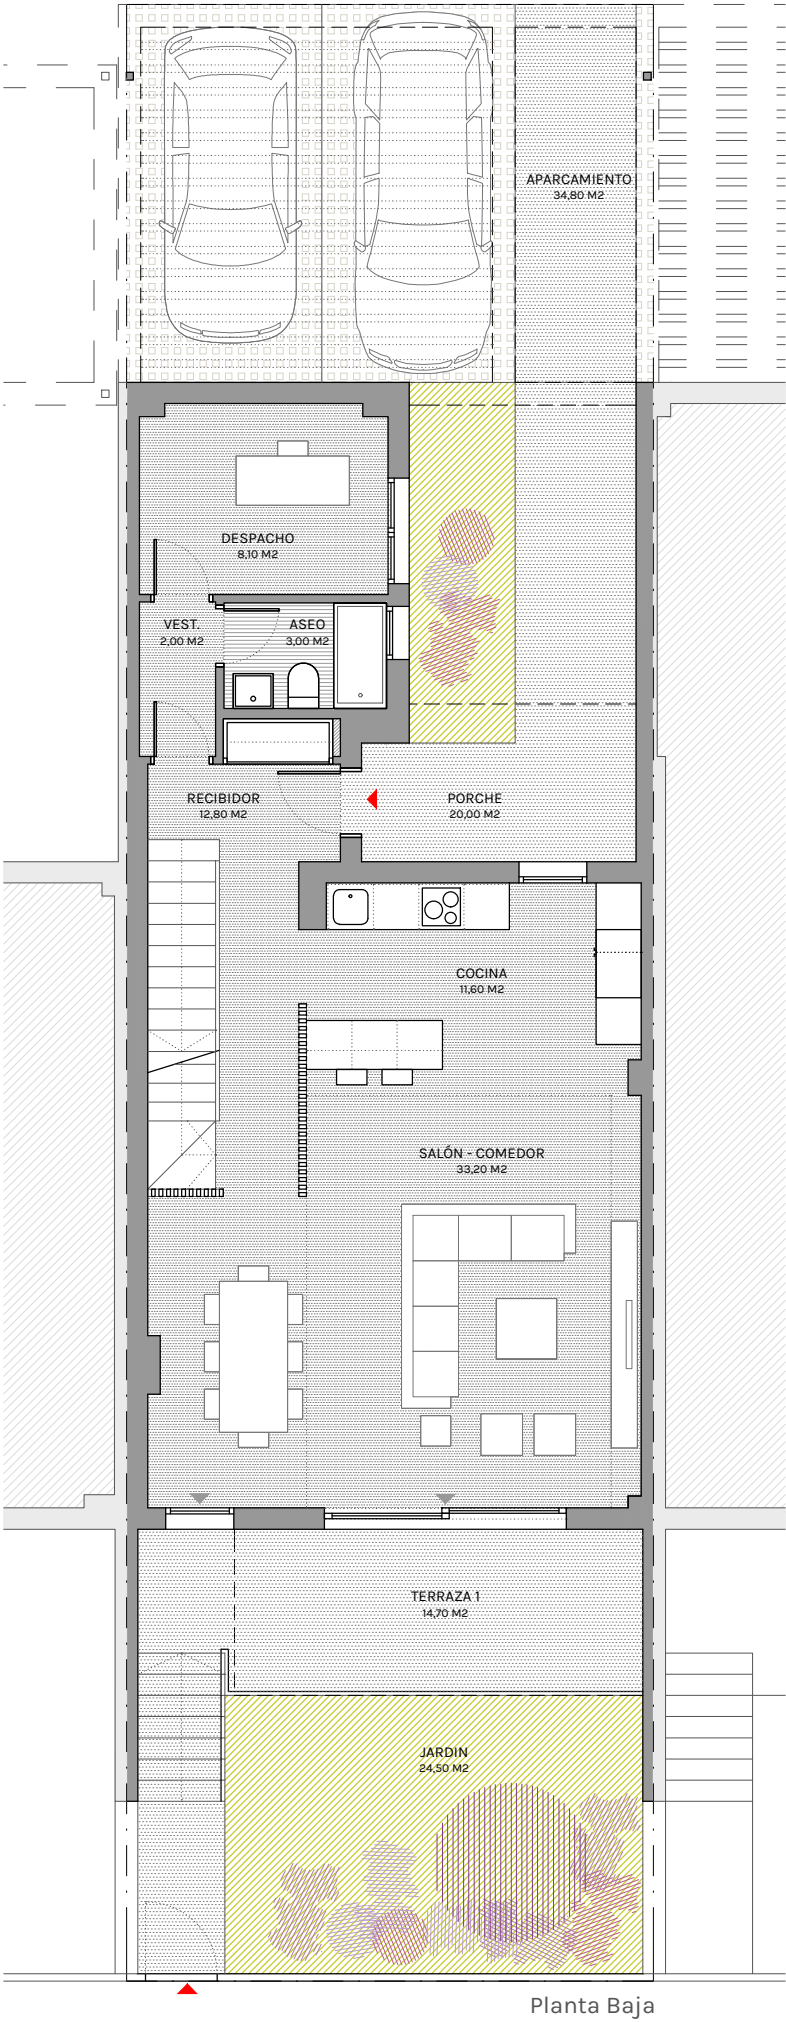 APARCAMIENTO
34,80 M2
DESPACHO
8,10 M2
VEST.
2,00 M2
ASEO
3,00 M2
RECIBIDOR
12,80 M2
PORCHE
20,00 M2
COCINA
11,60 M2
SALÓN - COMEDOR
33,20 M2
TERRAZA 1
14,70 M2
JARDIN
24,50 M2
Planta Baja